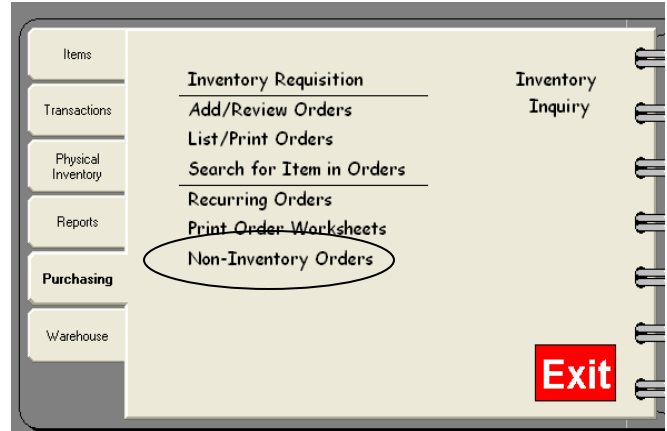 Items
Transactions
Physical
Inventory
Reports
Purchasing
Warehouse
Inventory Requisition
Add/Review Orders
List/Print Orders
Search for Item in Orders
Recurring Orders
Print Order Worksheets
Non-Inventory Orders
Inventory
Inquiry
Exit